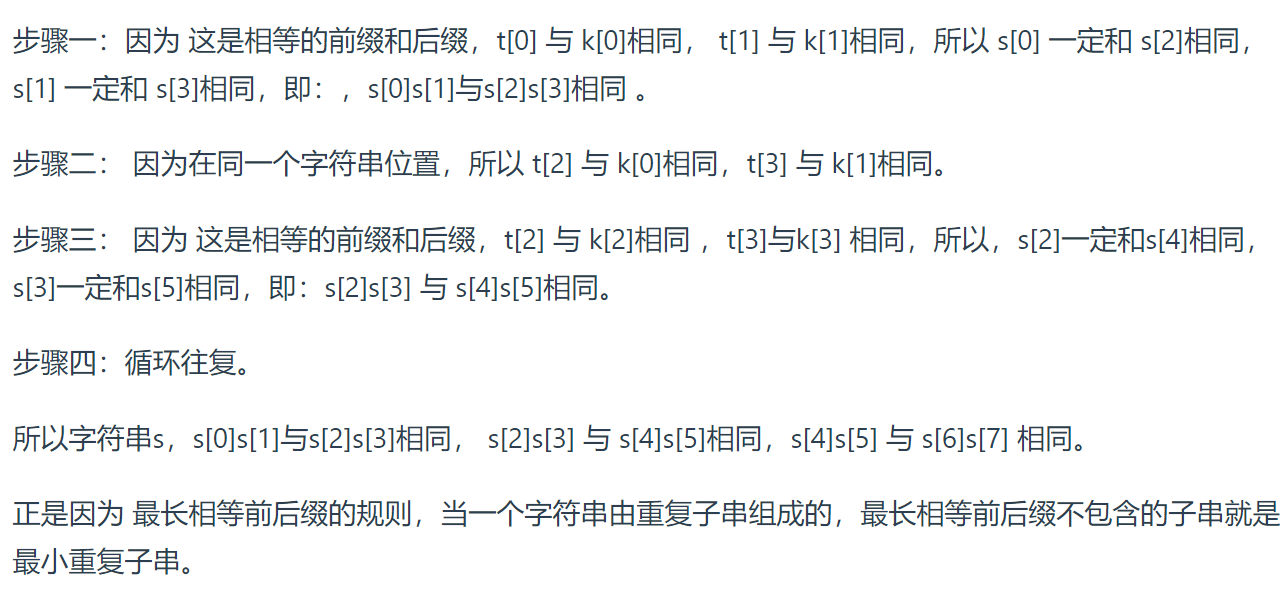 步骤一：因为 这是相等的前缀和后缀，t[0] 与 k[0]相同， t[1] 与 k[1]相同，所以 s[0] 一定和 s[2]相同，
s[1] 一定和 s[3]相同，即：，s[0]s[1]与s[2]s[3]相同 。
步骤二： 因为在同一个字符串位置，所以 t[2] 与 k[0]相同，t[3] 与 k[1]相同。
步骤三： 因为 这是相等的前缀和后缀，t[2] 与 k[2]相同 ，t[3]与k[3] 相同，所以，s[2]一定和s[4]相同，
s[3]一定和s[5]相同，即：s[2]s[3] 与 s[4]s[5]相同。
步骤四：循环往复。
所以字符串s，s[0]s[1]与s[2]s[3]相同， s[2]s[3] 与 s[4]s[5]相同，s[4]s[5] 与 s[6]s[7] 相同。
正是因为 最长相等前后缀的规则，当一个字符串由重复子串组成的，最长相等前后缀不包含的子串就是
最小重复子串。